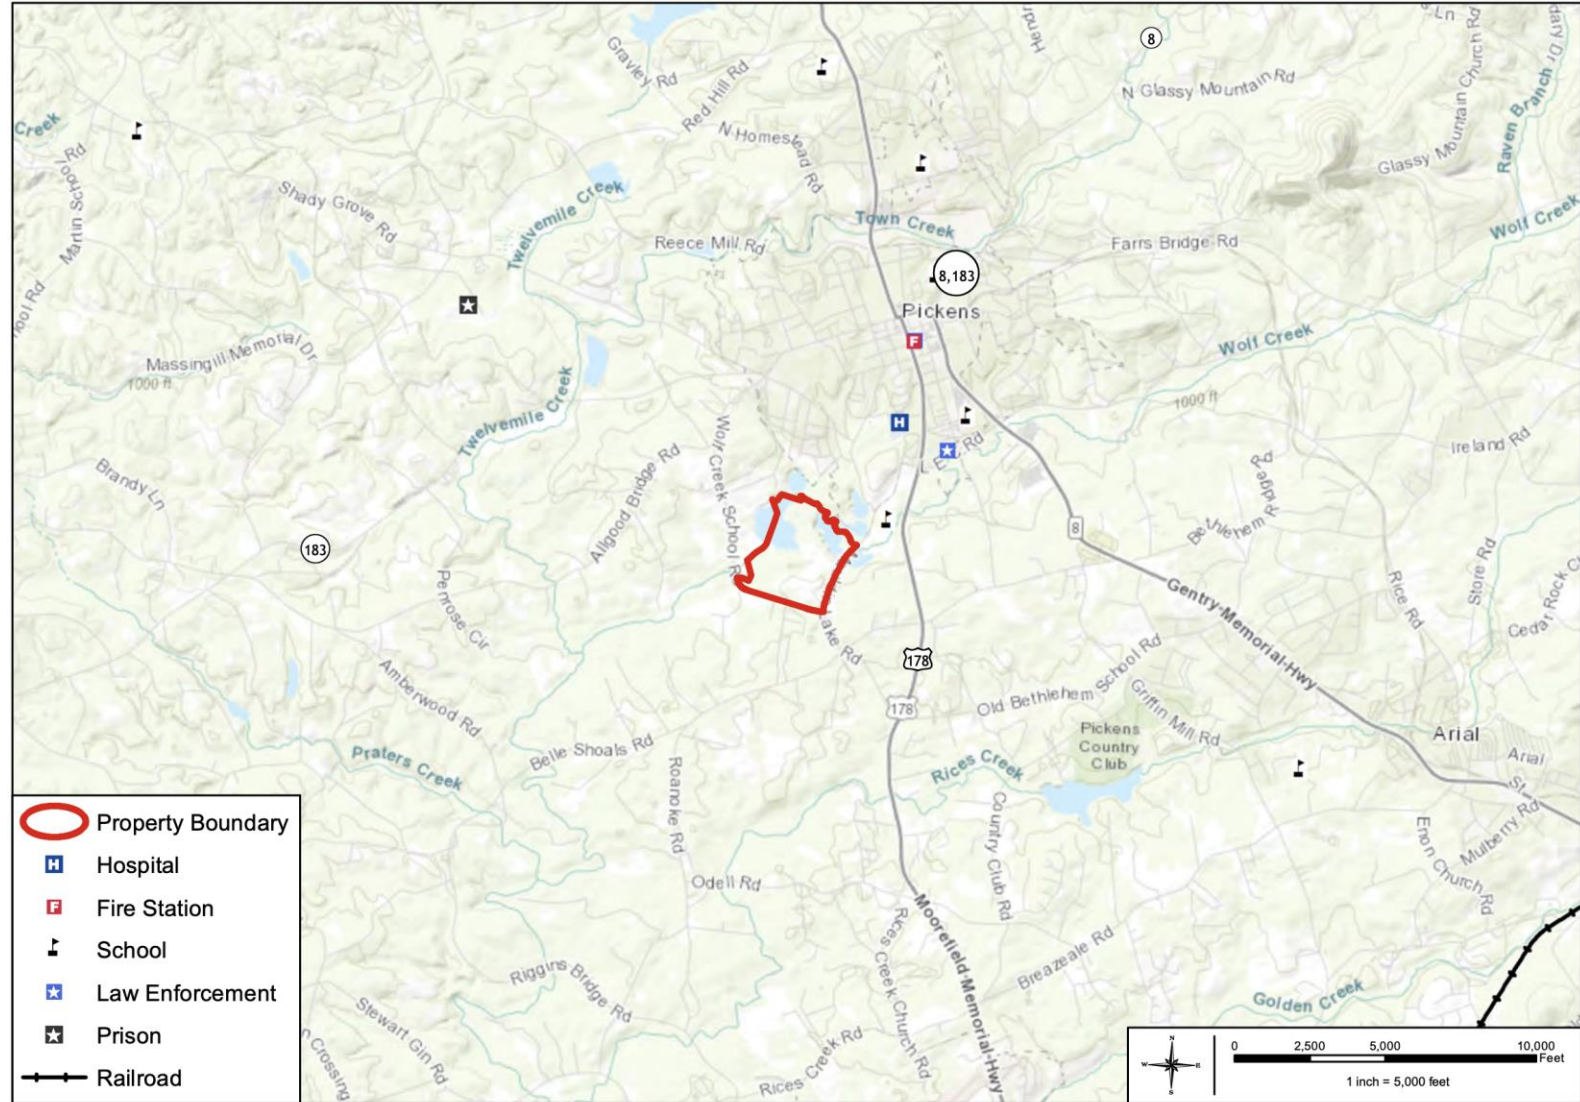 Gravley Rd
Red Hill Rd
N Homestead Rd
8
N Glassy Mountain Rd
Glassy Mountain Church Rd
Raven Branch
Wolf Creek
Creek
Martin School Rd
Shady Grove Rd
Twelvemile Creek
Reece Mill Rd
Town Creek
Farrs Bridge Rd
8,183
Pickens
F
Wolf Creek
Massingill Memorial Dr
1000 ft
Twelvemile Creek
1000 ft
H
Ireland Rd
Brandy Ln
Allgood Bridge Rd
Wolf Creek School R
Bethlehem Ridge Rd
183
8
Penrose Cir
Gentry-Memorial-Hwy
Rice Rd
Store Rd
Cedar Rock C
Lake Rd
178
178
Amberwood Rd
Old Bethlehem School Rd
Griffin Mill Rd
Pickens
Country
Club
Arial
Arial
St
Praters Creek
Belle Shoals Rd
Rices Creek
Roanoke Rd
Country Club Rd
Enon Church Rd
Mulberry Rd
Odell Rd
Moorefield-Memorial-Hwy
Rices Creek Church Rd
Breazeale Rd
Riggins Bridge Rd
Golden Creek
Stewart Gin Rd
n Crossing
Rices Creek Rd
Property Boundary
H Hospital
F Fire Station
School
Law Enforcement
Prison
Railroad
N
W E
S
0 2,500 5,000 10,000
Feet
1 inch = 5,000 feet